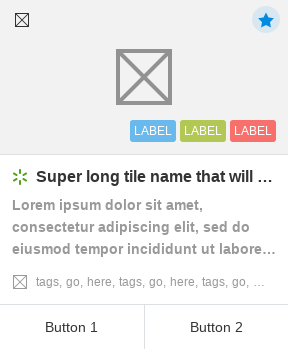 LABEL LABEL LABEL
Super long tile name that will ...
Lorem ipsum dolor sit amet,
consectetur adipiscing elit, sed do
eiusmod tempor incididunt ut labore...
tags, go, here, tags, go, here, tags, go, ...
Button 1 Button 2